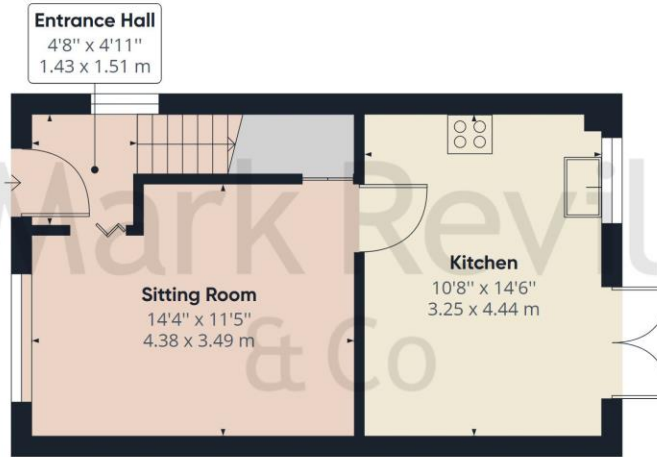 Entrance Hall
4'8" x 4'11"
1.43 x 1.51 m
Mark Revill
& Co
Sitting Room
14'4" x 11'5"
4.38 x 3.49 m
Kitchen
10'8" x 14'6"
3.25 x 4.44 m